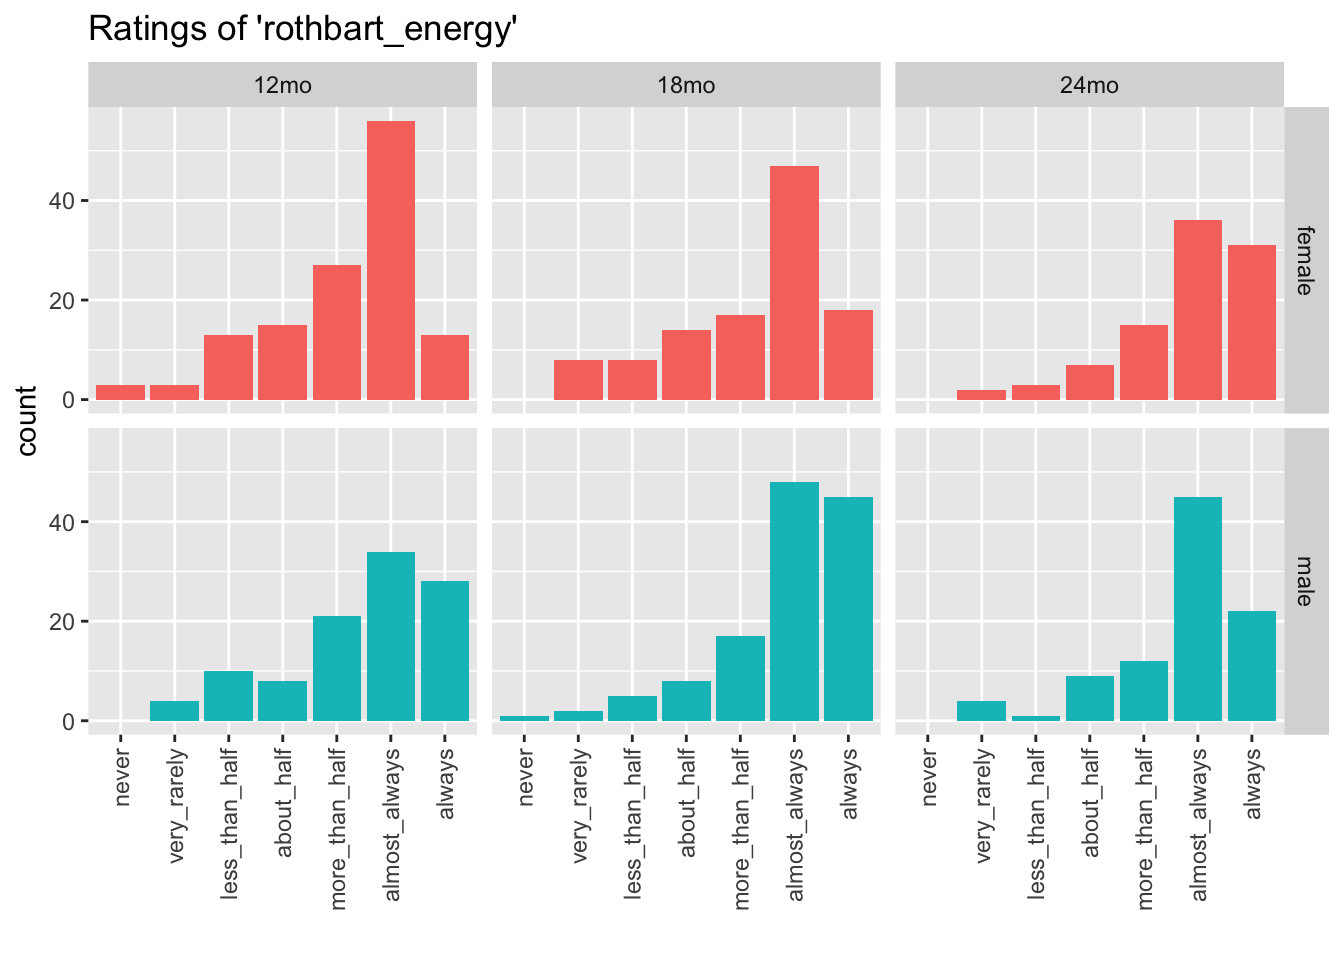 Ratings of 'rothbart_energy'
12mo
18mo
24mo
count
40
20
0
female
40
20
0
male
never
very_rarely
less_than_half
about_half
more_than_half
almost_always
always
never
very_rarely
less_than_half
about_half
more_than_half
almost_always
always
never
very_rarely
less_than_half
about_half
more_than_half
almost_always
always